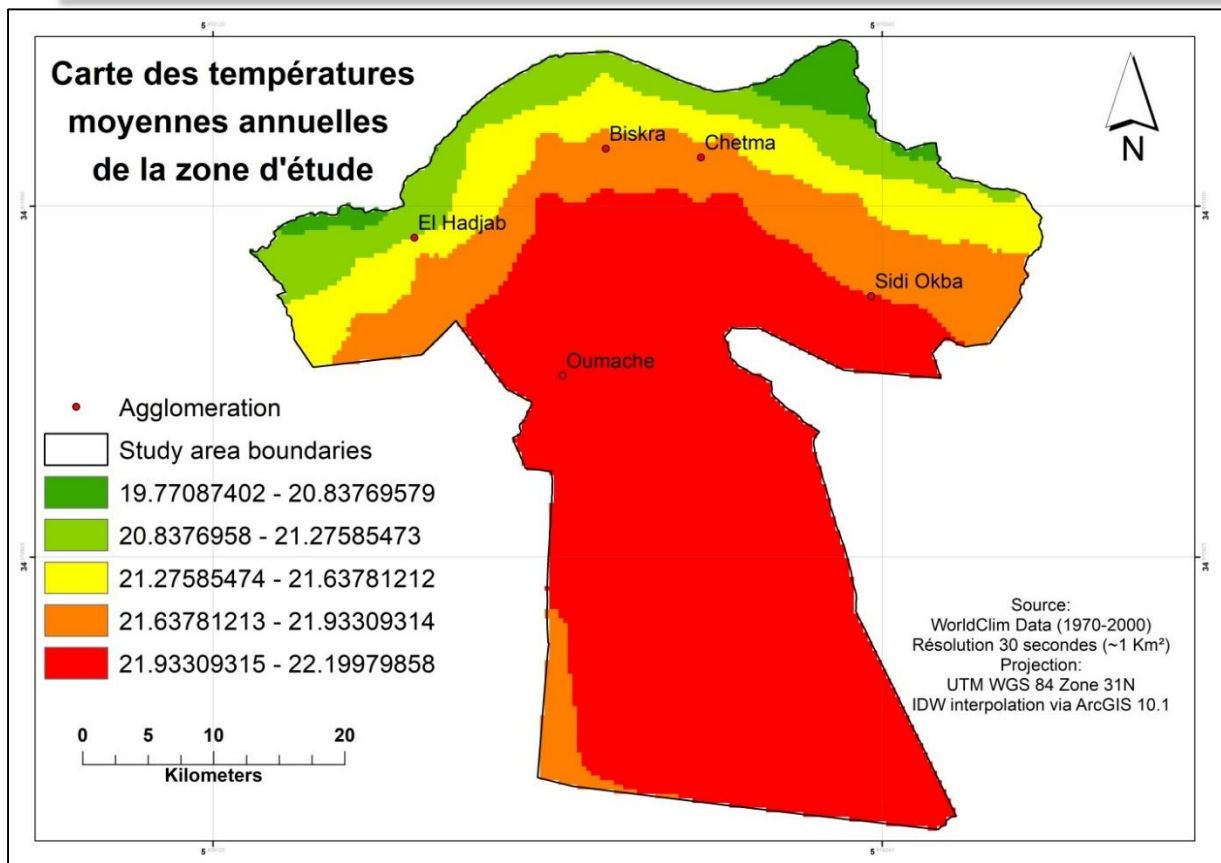 Carte des températures
moyennes annuelles
de la zone d'étude
N
Biskra
Chetma
El Hadjab
Sidi Okba
Oumache
Agglomeration
Study area boundaries
19.77087402 - 20.83769579
20.8376958 - 21.27585473
21.27585474 - 21.63781212
21.63781213 - 21.93309314
21.93309315 - 22.19979858
0 5 10 20
Kilometers
Source:
WorldClim Data (1970-2000)
Résolution 30 secondes (~1 Km²)
Projection:
UTM WGS 84 Zone 31N
IDW interpolation via ArcGIS 10.1